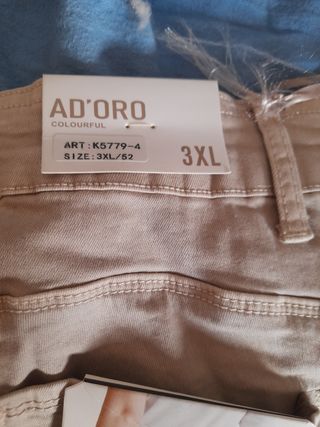 AD'ORO
COLOURFUL
ART:K5779-4
SIZE:3XL/52
3XL